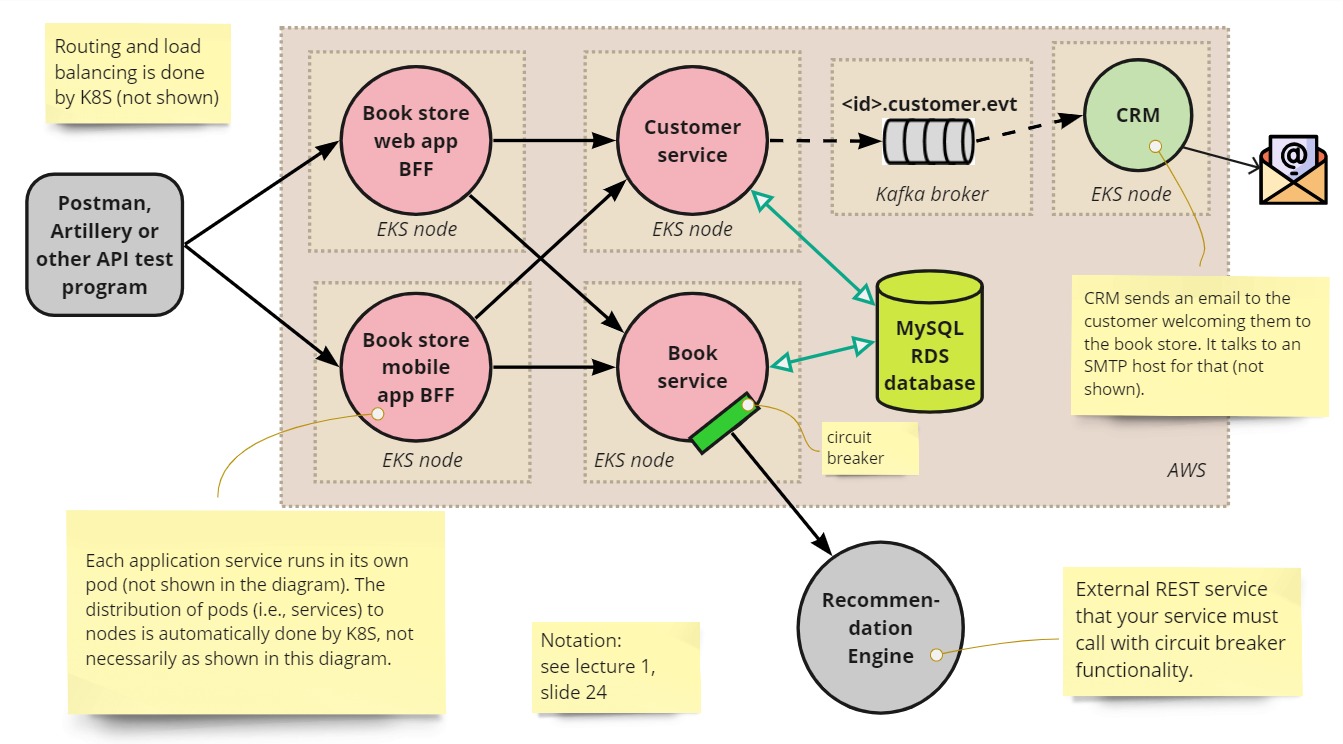 Routing and load
balancing is done
by K8S (not shown)
Postman,
Artillery or
other API test
program
Book store
web app
BFF
EKS node
Customer
service
EKS node
<id>.customer.evt
Kafka broker
CRM
EKS node
@
Book store
mobile
app BFF
EKS node
Book
service
EKS node
MySQL
RDS
database
circuit
breaker
CRM sends an email to the
customer welcoming them to
the book store. It talks to an
SMTP host for that (not
shown).
AWS
Each application service runs in its own
pod (not shown in the diagram). The
distribution of pods (i.e., services) to
nodes is automatically done by K8S, not
necessarily as shown in this diagram.
Notation:
see lecture 1,
slide 24
Recommen-
dation
Engine
External REST service
that your service must
call with circuit breaker
functionality.